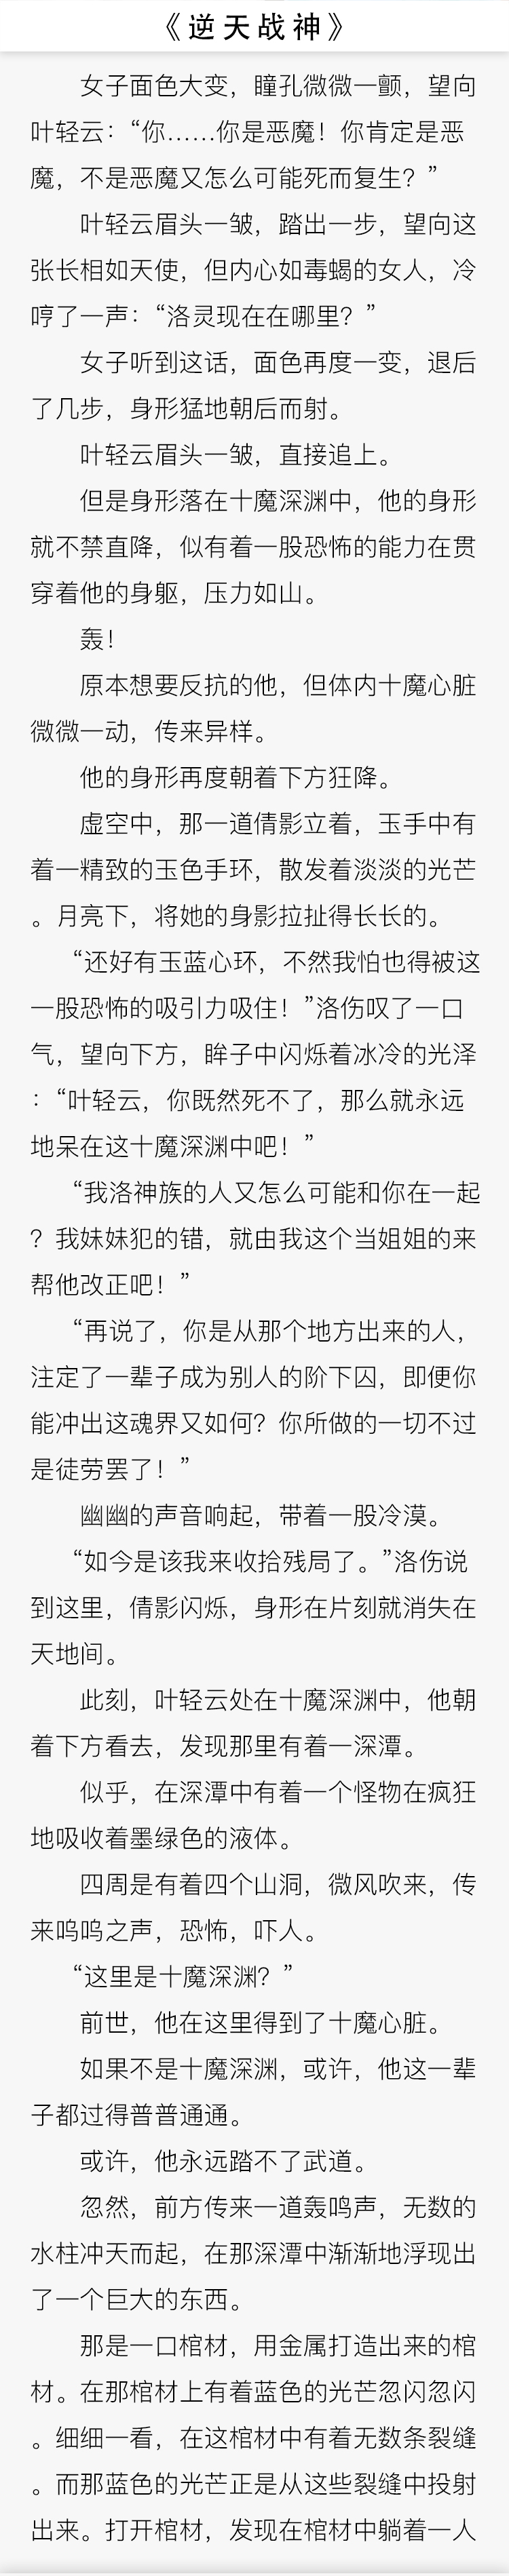 《逆天战神》
女子面色大变，瞳孔微微一颤，望向
叶轻云：“你……你是恶魔！你肯定是恶
魔，不是恶魔又怎么可能死而复生？”
叶轻云眉头一皱，踏出一步，望向这
张长相如天使，但内心如毒蝎的女人，冷
哼了一声：“洛灵现在在哪里？”
女子听到这话，面色再度一变，退后
了几步，身形猛地朝后而射。
叶轻云眉头一皱，直接追上。
但是身形落在十魔深渊中，他的身形
就不禁直降，似有着一股恐怖的能力在贯
穿着他的身躯，压力如山。
轰！
原本想要反抗的他，但体内十魔心脏
微微一动，传来异样。
他的身形再度朝着下方狂降。
虚空中，那一道倩影立着，玉手中有
着一精致的玉色手环，散发着淡淡的光芒
。月亮下，将她的身影拉扯得长长的。
“还好有玉蓝心环，不然我怕也得被这
一股恐怖的吸引力吸住！”洛伤叹了一口
气，望向下方，眸子中闪烁着冰冷的光泽
：“叶轻云，你既然死不了，那么就永远
地呆在这十魔深渊中吧！”
“我洛神族的人又怎么可能和你在一起
？我妹妹犯的错，就由我这个当姐姐的来
帮他改正吧！”
“再说了，你是从那个地方出来的人，
注定了一辈子成为别人的阶下囚，即便你
能冲出这魂界又如何？你所做的一切不过
是徒劳罢了！”
幽幽的声音响起，带着一股冷漠。
“如今是该我来收拾残局了。”洛伤说
到这里，倩影闪烁，身形在片刻就消失在
天地间。
此刻，叶轻云处在十魔深渊中，他朝
着下方看去，发现那里有着一深潭。
似乎，在深潭中有着一个怪物在疯狂
地吸收着墨绿色的液体。
四周是有着四个山洞，微风吹来，传
来呜呜之声，恐怖，吓人。
“这里是十魔深渊？”
前世，他在这里得到了十魔心脏。
如果不是十魔深渊，或许，他这一辈
子都过得普普通通。
或许，他永远踏不了武道。
忽然，前方传来一道轰鸣声，无数的
水柱冲天而起，在那深潭中渐渐地浮现出
了一个巨大的东西。
那是一口棺材，用金属打造出来的棺
材。在那棺材上有着蓝色的光芒忽闪忽闪
。细细一看，在这棺材中有着无数条裂缝
。而那蓝色的光芒正是从这些裂缝中投射
出来。打开棺材，发现在棺材中躺着一人